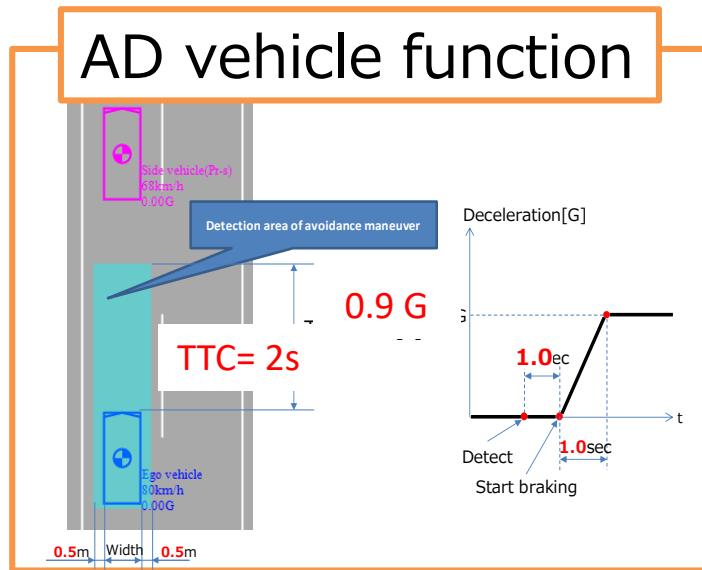 AD vehicle function
Side vehicle(Pr-s)
68km/h
0.00G
Detection area of avoidance maneuver
Deceleration[G]
0.9 G
TTC= 2s
1.0ec
t
Detect
1.0sec
Start braking
Ego vehicle
80km/h
0.00G
0.5m Width 0.5m